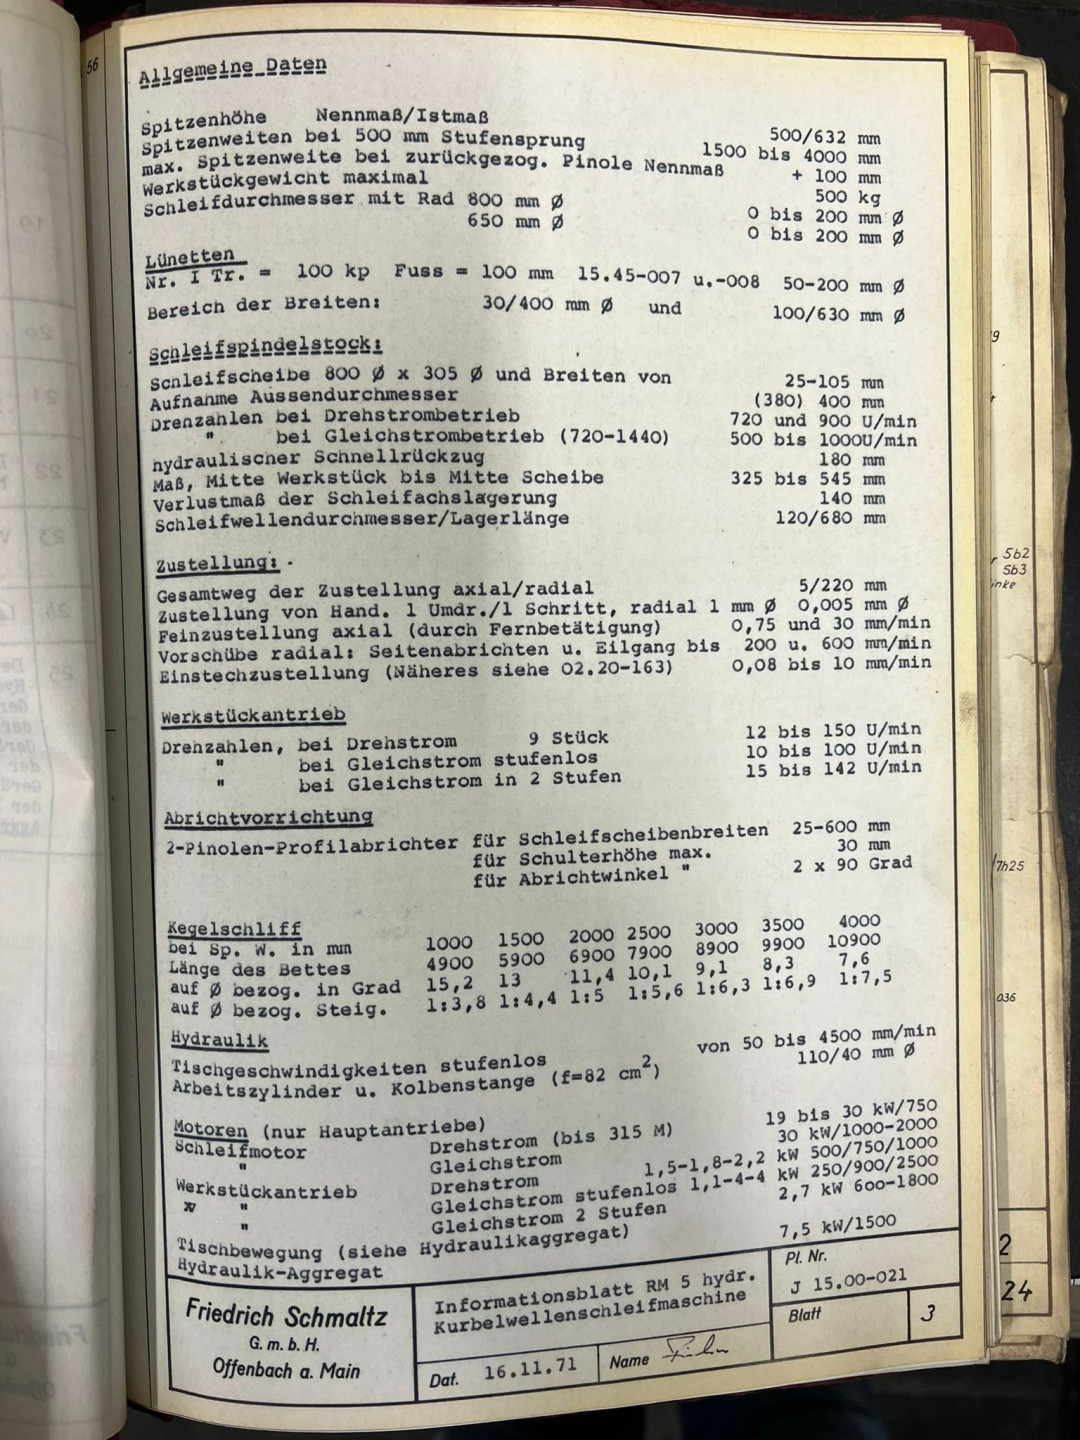 56
Allgemeine Daten
Spitzenhöhe Nennmaß/Istmaß 500/632 mm
Spitzenweiten bei 500 mm Stufensprung 1500 bis 4000 mm
max. Spitzenweite bei zurückgezog. Pinole Nennmaß + 100 mm
Werkstückgewicht maximal 500 kg
Schleifdurchmesser mit Rad 800 mm Ø 0 bis 200 mm Ø
650 mm Ø 0 bis 200 mm Ø
Lünetten
Nr. I Tr. = 100 kp Fuss = 100 mm 15.45-007 u.-008 50-200 mm Ø
Bereich der Breiten: 30/400 mm Ø und 100/630 mm Ø
Schleifspindelstock:
Schleifscheibe 800 Ø x 305 Ø und Breiten von 25-105 mm
Aufnahme Aussendurchmesser (380) 400 mm
Drehzahlen bei Drehstrombetrieb 720 und 900 U/min
" bei Gleichstrombetrieb (720-1440) 500 bis 1000U/min
hydraulischer Schnellrückzug 180 mm
Maß, Mitte Werkstück bis Mitte Scheibe 325 bis 545 mm
Verlustmaß der Schleifachslagerung 140 mm
Schleifwellendurchmesser/Lagerlänge 120/680 mm
Zustellung:
Gesamtweg der Zustellung axial/radial 5/220 mm
Zustellung von Hand. 1 Umdr./1 Schritt, radial 1 mm Ø 0,005 mm Ø
Feinzustellung axial (durch Fernbetätigung) 0,75 und 30 mm/min
Vorschübe radial: Seitenabrichten u. Eilgang bis 200 u. 600 mm/min
Einstechzustellung (Näheres siehe 02.20-163) 0,08 bis 10 mm/min
Werkstückantrieb
Drehzahlen, bei Drehstrom 9 Stück 12 bis 150 U/min
" bei Gleichstrom stufenlos 10 bis 100 U/min
" bei Gleichstrom in 2 Stufen 15 bis 142 U/min
Abrichtvorrichtung
2-Pinolen-Profilabrichter für Schleifscheibenbreiten 25-600 mm
für Schulterhöhe max. 30 mm
für Abrichtwinkel " 2 x 90 Grad
Kegelschliff
bei Sp. W. in mm 1000 1500 2000 2500 3000 3500 4000
Länge des Bettes 4900 5900 6900 7900 8900 9900 10900
auf Ø bezog. in Grad 15,2 13 11,4 10,1 9,1 8,3 7,6
auf Ø bezog. Steig. 1:3,8 1:4,4 1:5 1:5,6 1:6,3 1:6,9 1:7,5
Hydraulik
Tischgeschwindigkeiten stufenlos von 50 bis 4500 mm/min
Arbeitszylinder u. Kolbenstange (f=82 cm²) 110/40 mm Ø
Motoren (nur Hauptantriebe)
Schleifmotor Drehstrom (bis 315 M) 19 bis 30 kW/750
" Gleichstrom 30 kW/1000-2000
Werkstückantrieb Drehstrom 1,5-1,8-2,2 kW 500/750/1000
" Gleichstrom stufenlos 1,1-4-4 kW 250/900/2500
" Gleichstrom 2 Stufen 2,7 kW 600-1800
Tischbewegung (siehe Hydraulikaggregat)
Hydraulik-Aggregat 7,5 kW/1500
Friedrich Schmaltz
G.m.b.H.
Offenbach a. Main
Informationsblatt RM 5 hydr.
Kurbelwellenschleifmaschine
Dat. 16.11.71 Name
Pl. Nr.
J 15.00-021
Blatt 3
5b2
5b3
7h25
036
2
24